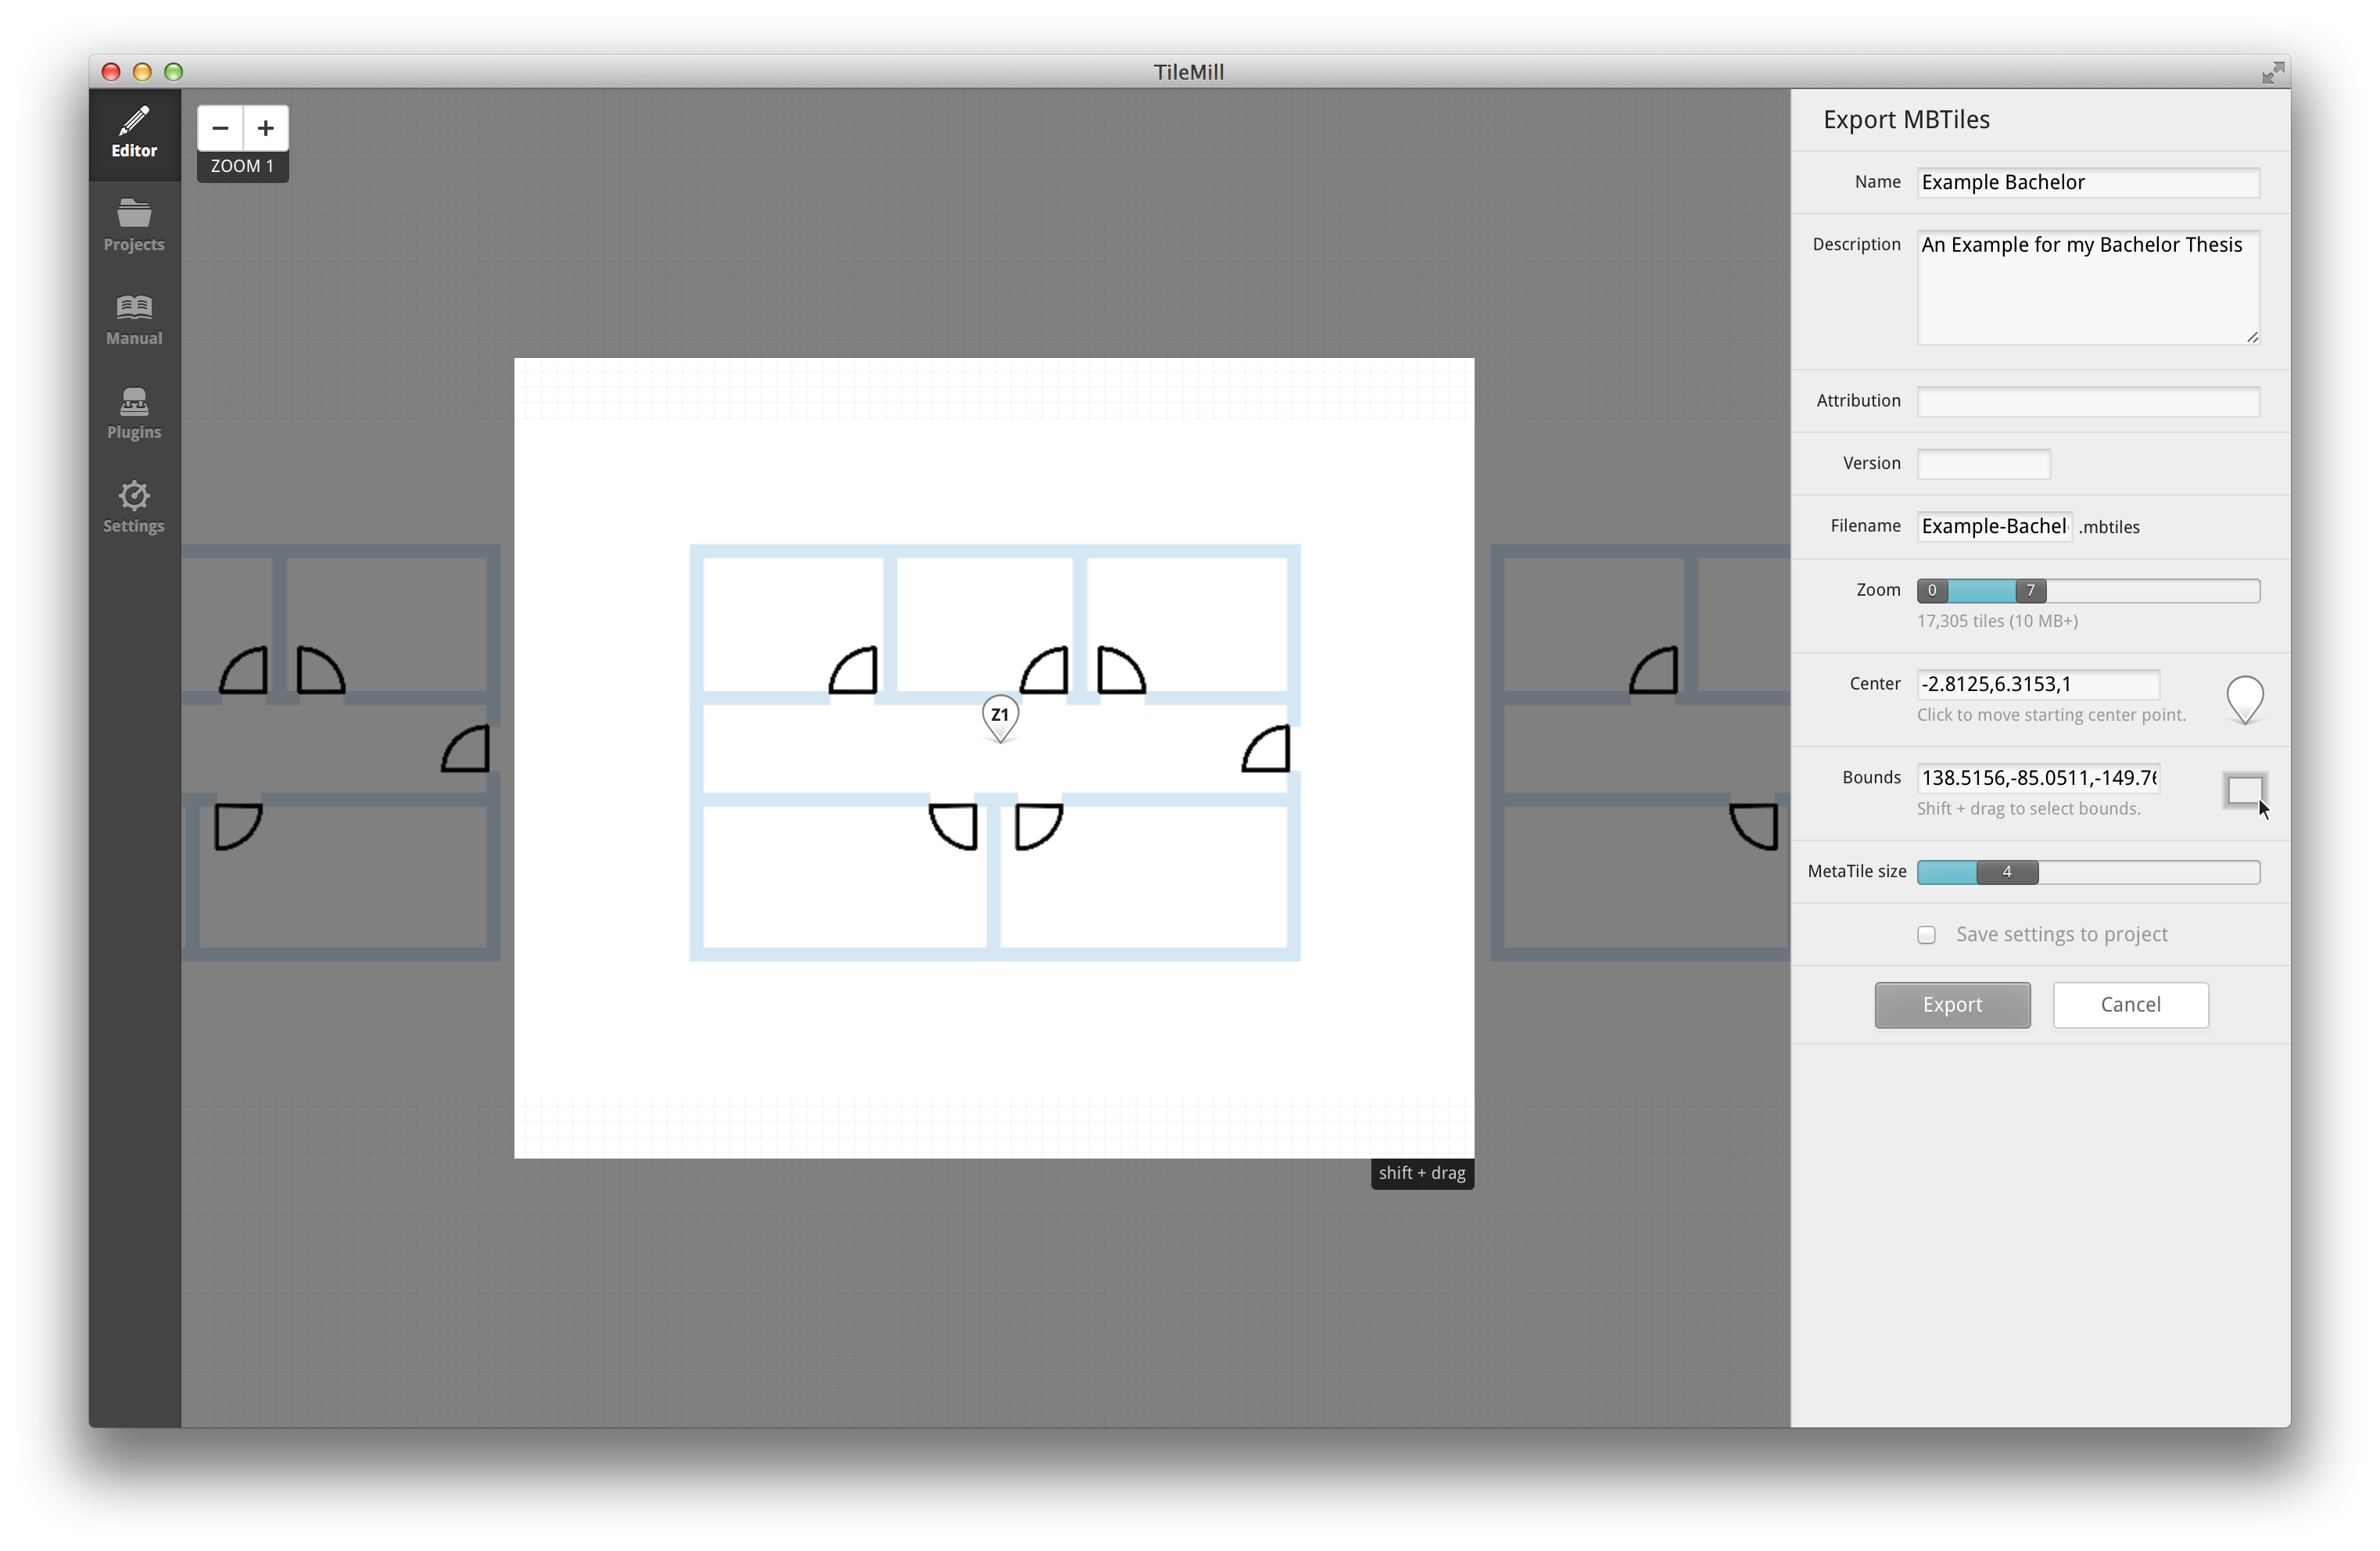 TileMill
Editor
Projects
Manual
Plugins
Settings
− +
ZOOM 1
Z1
shift + drag
Export MBTiles
Name Example Bachelor
Description An Example for my Bachelor Thesis
Attribution
Version
Filename Example-Bachel .mbtiles
Zoom 0 7
17,305 tiles (10 MB+)
Center -2.8125,6.3153,1
Click to move starting center point.
Bounds 138.5156,-85.0511,-149.76
Shift + drag to select bounds.
MetaTile size 4
Save settings to project
Export Cancel